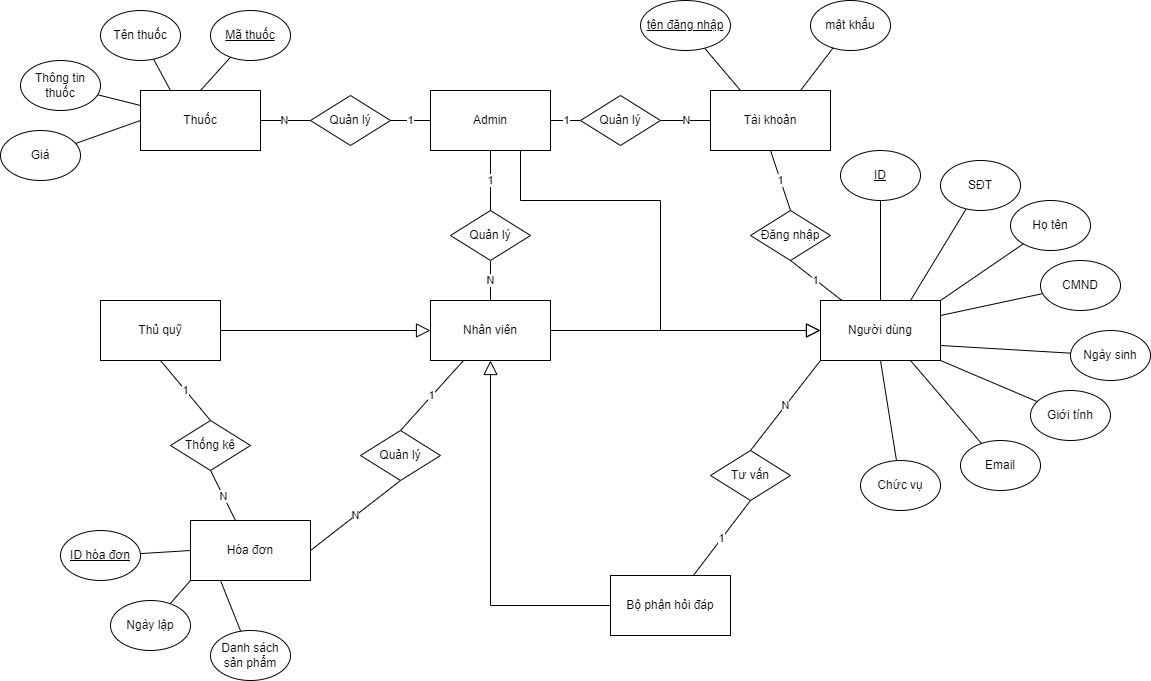 Tên thuốc
Mã thuốc
tên đăng nhập
mật khẩu
Thông tin
thuốc
Giá
Thuốc
N
Quản lý
1
Admin
1
Quản lý
N
Tài khoản
1
1
ID
SĐT
Quản lý
Đăng nhập
Họ tên
N
1
CMND
Thủ quỹ
Nhân viên
Người dùng
Ngày sinh
1
1
N
Giới tính
Thống kê
Quản lý
Tư vấn
Email
Chức vụ
N
N
1
ID hóa đơn
Hóa đơn
Ngày lập
Danh sách
sản phẩm
Bộ phận hỏi đáp